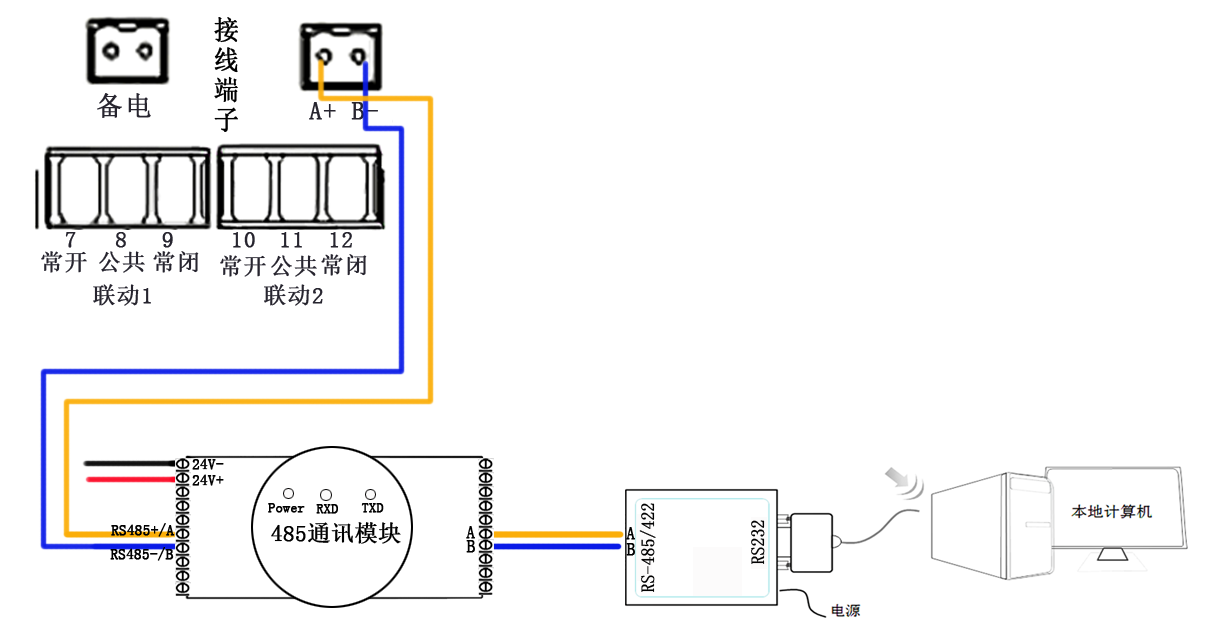 接线端子
备电
A+ B-
7 8 9
常开 公共 常闭
联动1
10 11 12
常开 公共 常闭
联动2
24V-
24V+
RS485+/A
RS485-/B
Power RXD TXD
485通讯模块
A
B
A
B
RS-485/422
RS232
电源
本地计算机